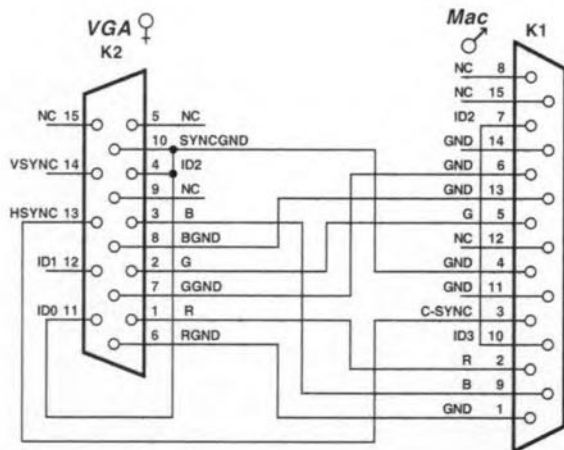 VGA ♀
K2
NC 15
VSYNC 14
HSYNC 13
ID1 12
ID0 11
5 NC
10 SYNCGND
4 ID2
9 NC
3 B
8 BGND
2 G
7 GGND
1 R
6 RGND
Mac
♂
K1
NC 8
NC 15
ID2 7
GND 14
GND 6
GND 13
G 5
NC 12
GND 4
GND 11
C-SYNC 3
ID3 10
R 2
B 9
GND 1